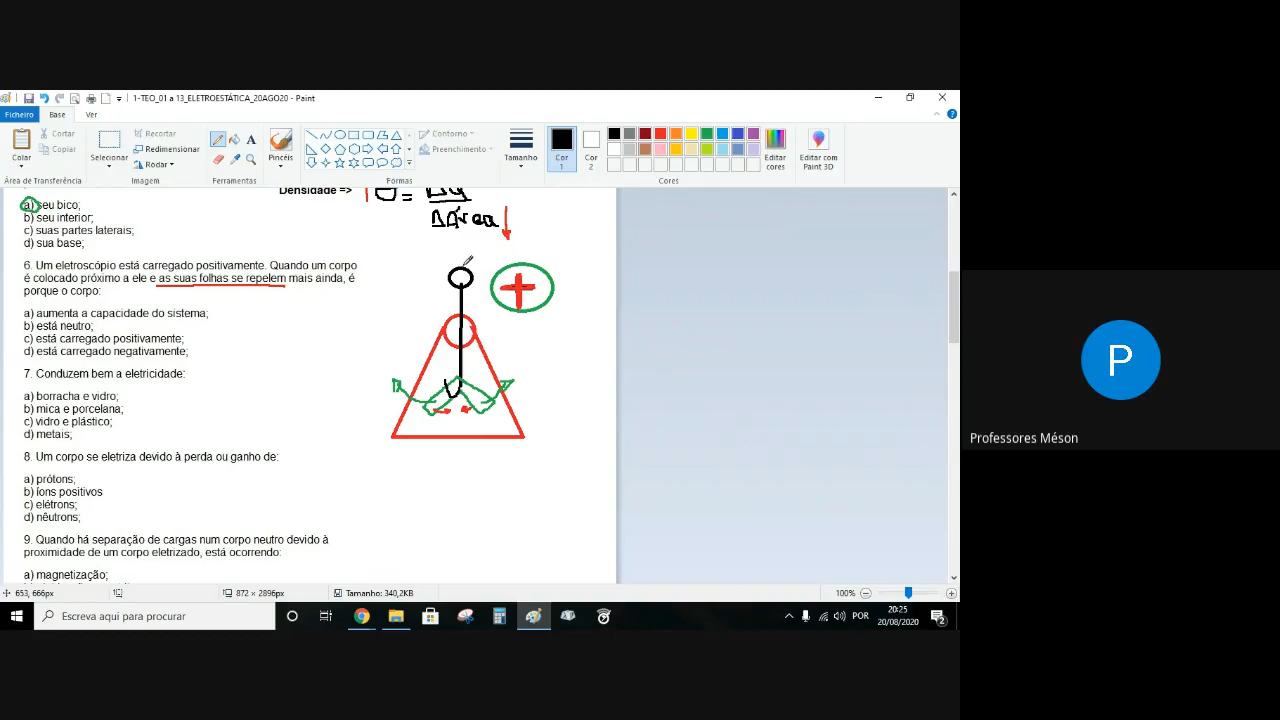 1-TEO_01 a 13_ELETROESTÁTICA_20AGO20 - Paint
Ficheiro Base Ver
Colar
Cortar
Copiar
Área de Transferência
Selecionar
Recortar
Redimensionar
Rodar
Imagem
Ferramentas
Pincéis
Formas
Contorno
Preenchimento
Tamanho
Cor 1
Cor 2
Editar cores
Cores
Editar com Paint 3D
Densidade =>
Δárea
a) seu bico;
b) seu interior;
c) suas partes laterais;
d) sua base;
6. Um eletroscópio está carregado positivamente. Quando um corpo
é colocado próximo a ele e as suas folhas se repelem mais ainda, é
porque o corpo:
+
a) aumenta a capacidade do sistema;
b) está neutro;
c) está carregado positivamente;
d) está carregado negativamente;
7. Conduzem bem a eletricidade:
a) borracha e vidro;
b) mica e porcelana;
c) vidro e plástico;
d) metais;
8. Um corpo se eletriza devido à perda ou ganho de:
a) prótons;
b) íons positivos
c) elétrons;
d) nêutrons;
9. Quando há separação de cargas num corpo neutro devido à
proximidade de um corpo eletrizado, está ocorrendo:
a) magnetização;
653, 666px
872 × 2896px
Tamanho: 340,2KB
100%
Escreve aqui para procurar
POR
20:25
20/08/2020
2
P
Professores Méson